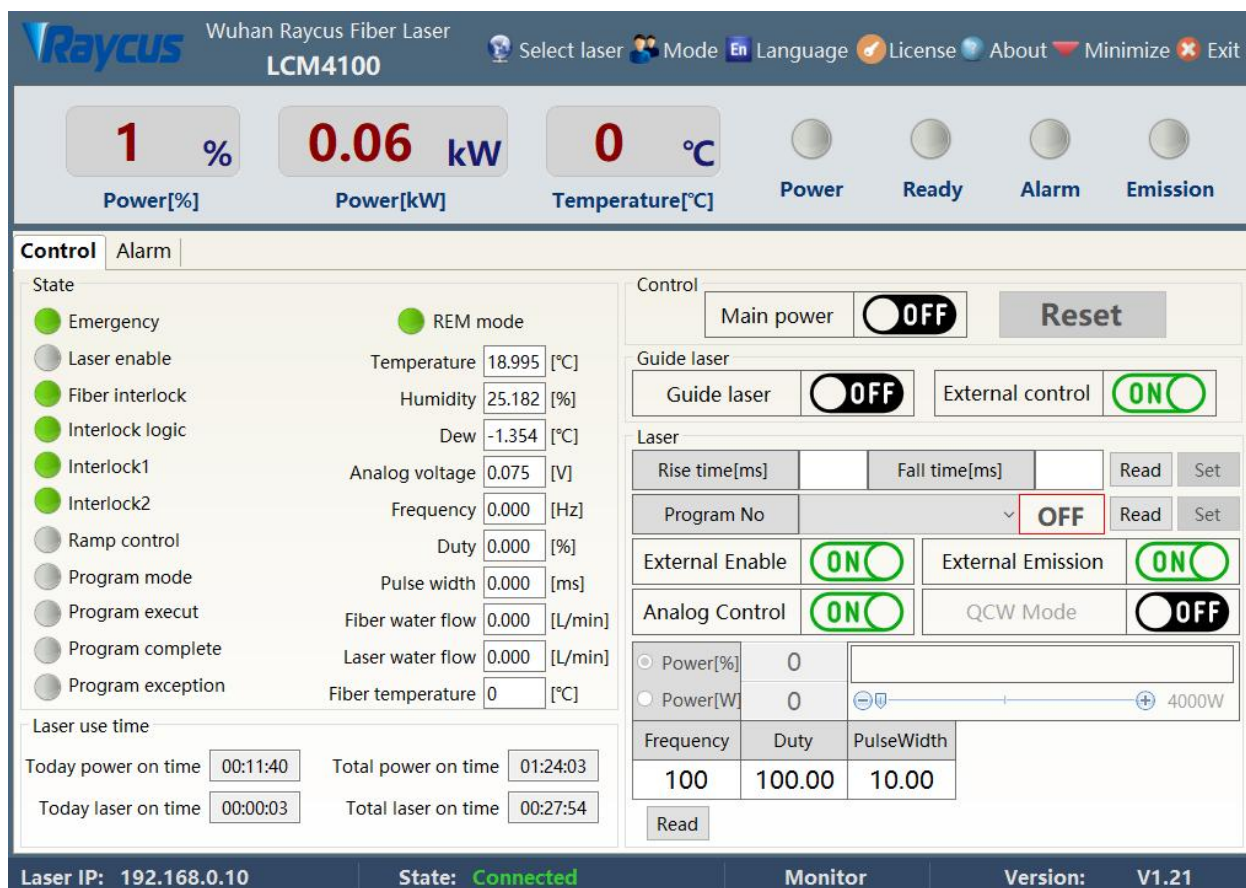 Raycus
Wuhan Raycus Fiber Laser
LCM4100
Select laser Mode En Language License About Minimize Exit
1 % 0.06 kW 0 ℃
Power[%] Power[kW] Temperature[℃] Power Ready Alarm Emission
Control Alarm
State
Emergency REM mode
Laser enable Temperature 18.995 [℃]
Fiber interlock Humidity 25.182 [%]
Interlock logic Dew -1.354 [℃]
Interlock1 Analog voltage 0.075 [V]
Interlock2 Frequency 0.000 [Hz]
Ramp control Duty 0.000 [%]
Program mode Pulse width 0.000 [ms]
Program execut Fiber water flow 0.000 [L/min]
Program complete Laser water flow 0.000 [L/min]
Program exception Fiber temperature 0 [℃]
Laser use time
Today power on time 00:11:40 Total power on time 01:24:03
Today laser on time 00:00:03 Total laser on time 00:27:54
Control
Main power OFF Reset
Guide laser
Guide laser OFF External control ON
Laser
Rise time[ms] Fall time[ms] Read Set
Program No OFF Read Set
External Enable ON External Emission ON
Analog Control ON QCW Mode OFF
Power[%] 0
Power[W] 0 4000W
Frequency Duty PulseWidth
100 100.00 10.00
Read
Laser IP: 192.168.0.10 State: Connected Monitor Version: V1.21